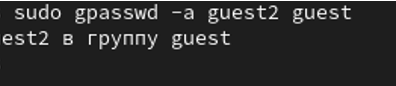 sudo gpasswd -a guest2 guest
est2 в группу guest